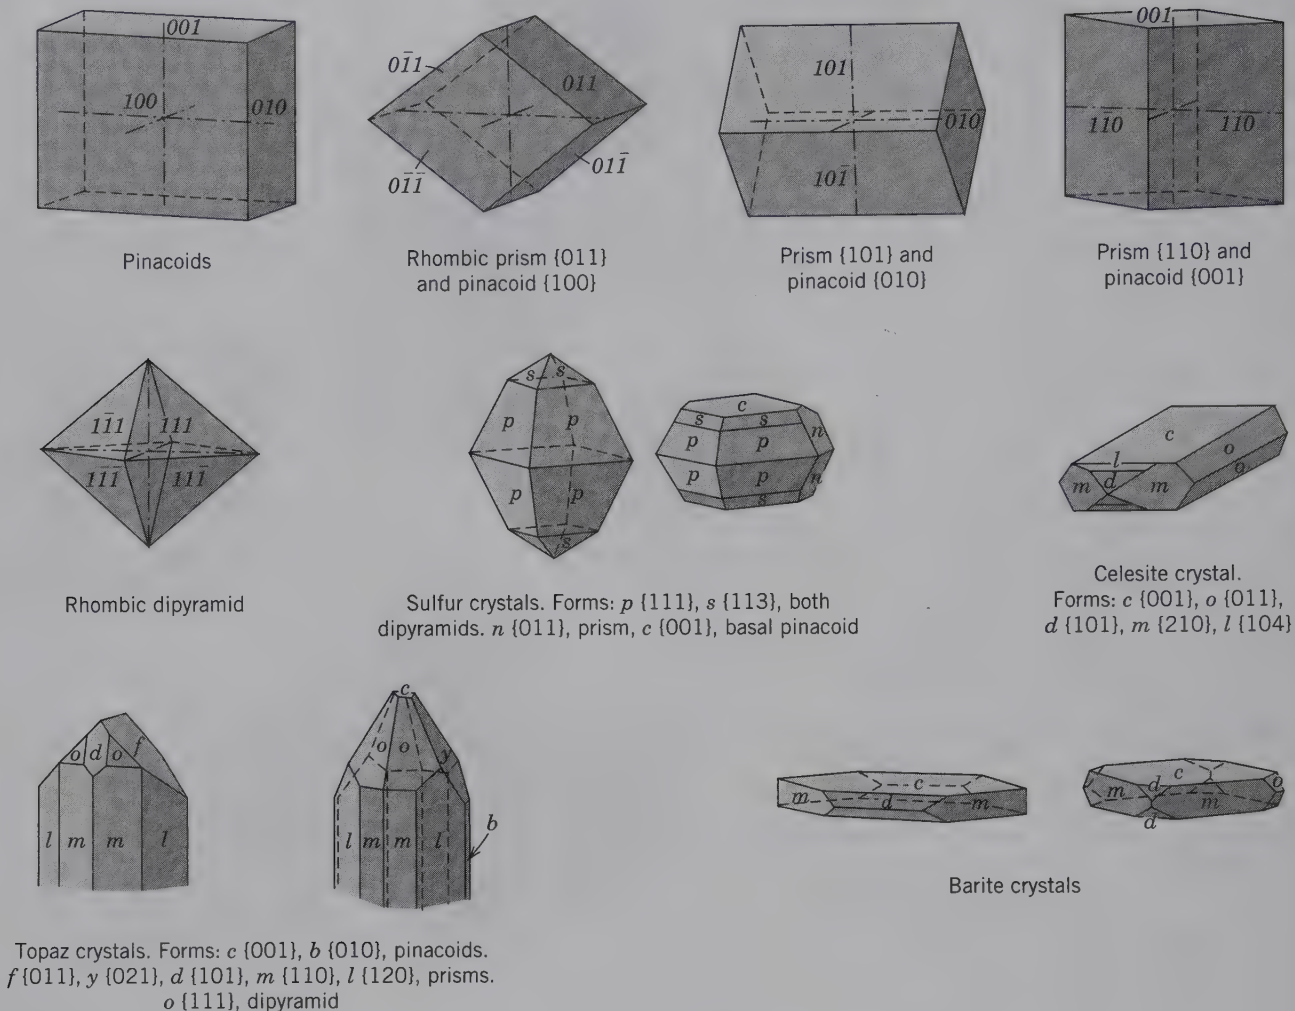 001
100
010
Pinacoids
01̄1
011
01̄1̄
011̄
Rhombic prism {011}
and pinacoid {100}
101
010
101̄
Prism {101} and
pinacoid {010}
001
11̄0
110
Prism {110} and
pinacoid {001}
11̄1
111
11̄1̄
111̄
Rhombic dipyramid
s s
p p
p p
s
c
s s
p p n
p p n
s
Sulfur crystals. Forms: p {111}, s {113}, both
dipyramids. n {011}, prism, c {001}, basal pinacoid
c
l o
m d m o
Celesite crystal.
Forms: c {001}, o {011},
d {101}, m {210}, l {104}
o d o f
l m m l
c
o o y
l m m l
b
Topaz crystals. Forms: c {001}, b {010}, pinacoids.
f {011}, y {021}, d {101}, m {110}, l {120}, prisms.
o {111}, dipyramid
c
m d m
c
m d m o
d
Barite crystals